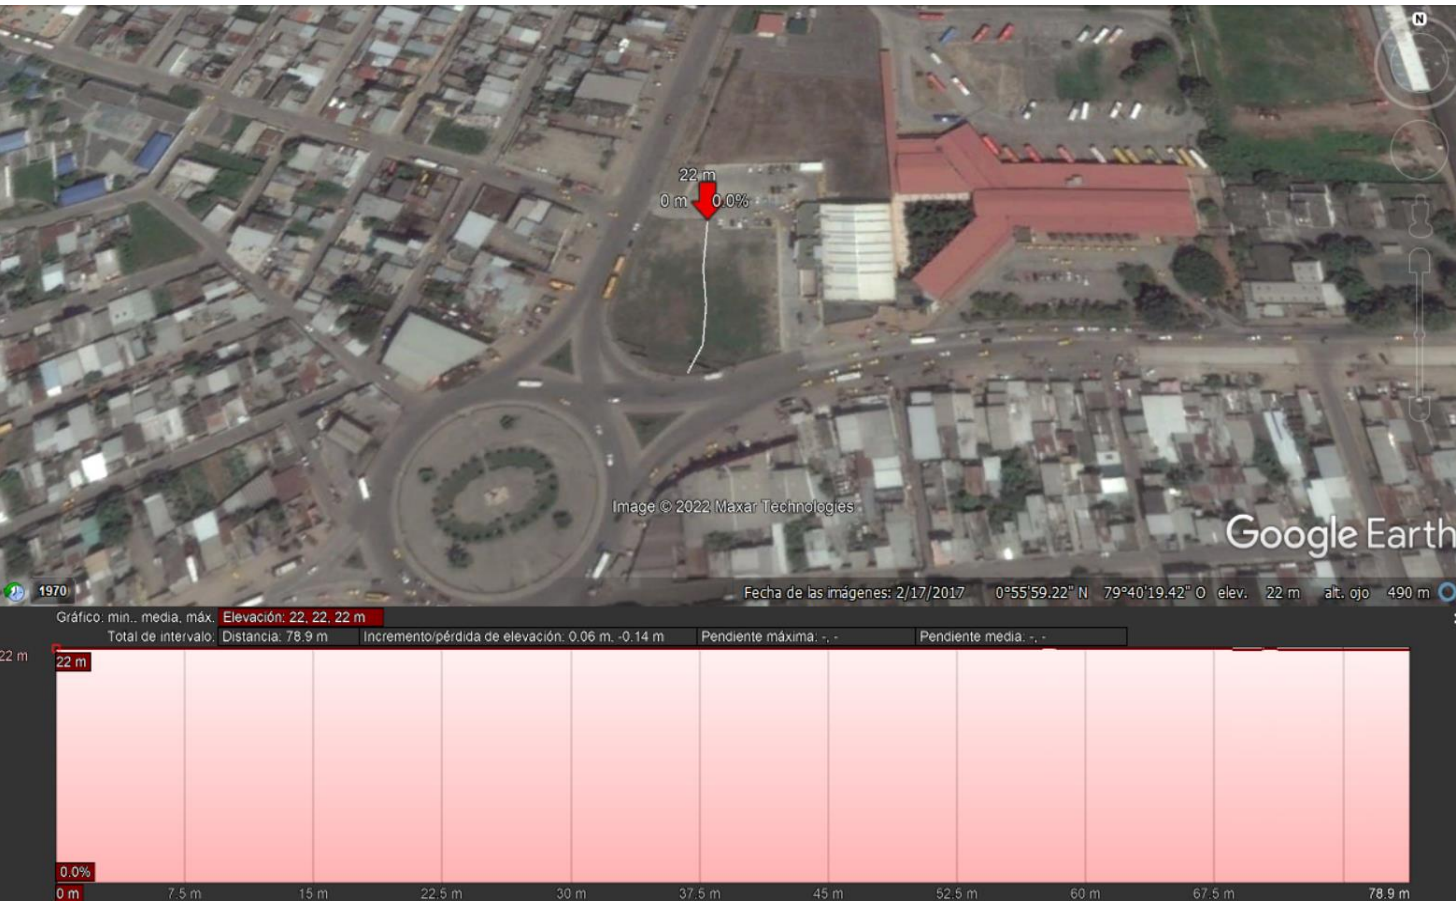 N
22 m
0 m 0.0%
Image © 2022 Maxar Technologies
Google Earth
1970
Fecha de las imágenes: 2/17/2017 0°55'59.22" N 79°40'19.42" O elev. 22 m alt. ojo 490 m
Gráfico: min., media, máx. Elevación: 22, 22, 22 m
Total de intervalo. Distancia: 78.9 m Incremento/pérdida de elevación: 0.06 m, -0.14 m Pendiente máxima: -, - Pendiente media: -, -
22 m
22 m
0.0%
0 m 7.5 m 15 m 22.5 m 30 m 37.5 m 45 m 52.5 m 60 m 67.5 m 78.9 m